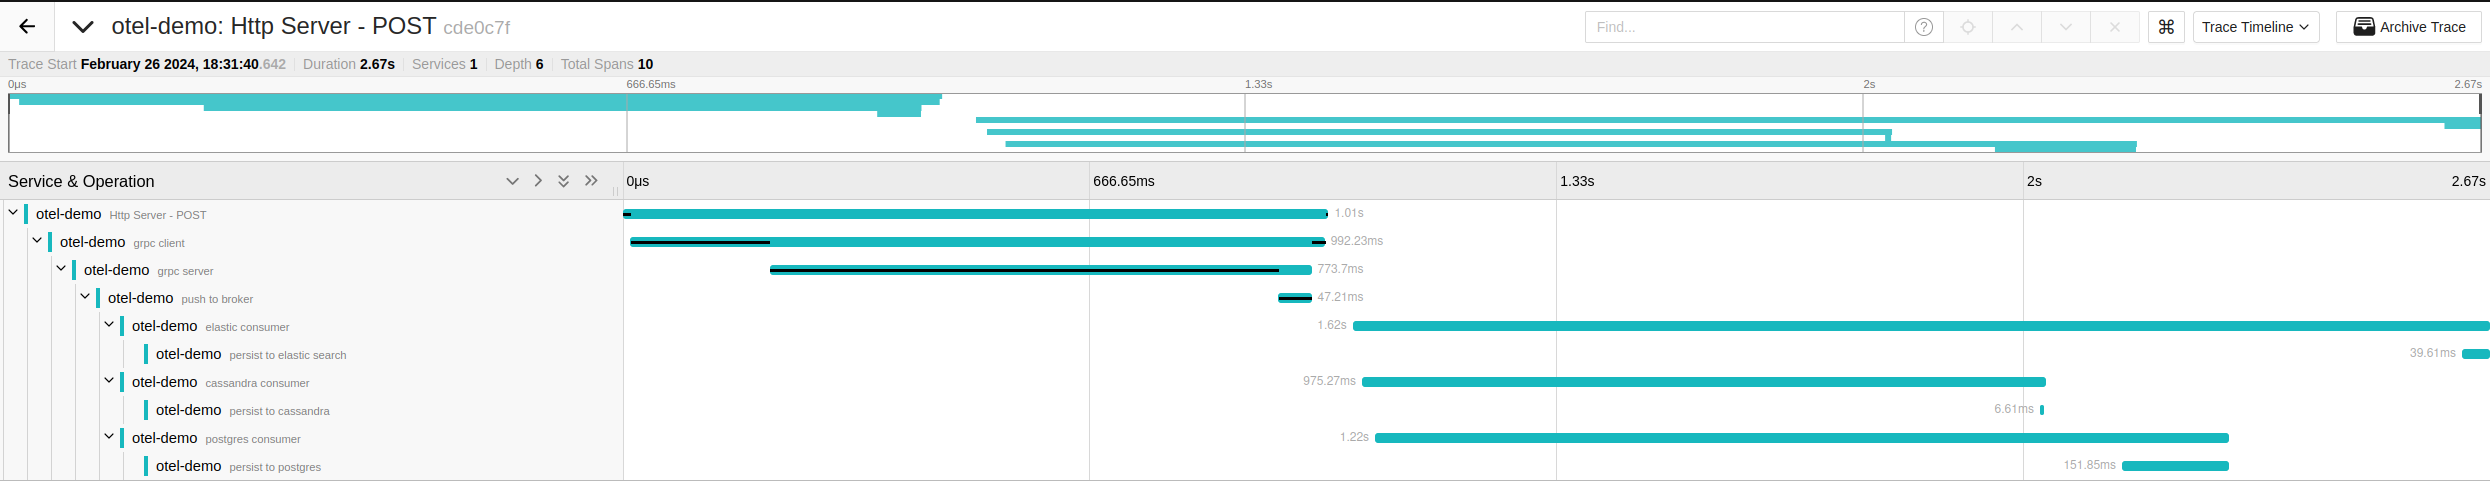 otel-demo: Http Server - POST cde0c7f Find... ? ⌘ Trace Timeline Archive Trace
Trace Start February 26 2024, 18:31:40.642 Duration 2.67s Services 1 Depth 6 Total Spans 10
0μs 666.65ms 1.33s 2s 2.67s
Service & Operation 0μs 666.65ms 1.33s 2s 2.67s
otel-demo Http Server - POST 1.01s
otel-demo grpc client 992.23ms
otel-demo grpc server 773.7ms
otel-demo push to broker 47.21ms
otel-demo elastic consumer 1.62s
otel-demo persist to elastic search 39.61ms
otel-demo cassandra consumer 975.27ms
otel-demo persist to cassandra 6.61ms
otel-demo postgres consumer 1.22s
otel-demo persist to postgres 151.85ms